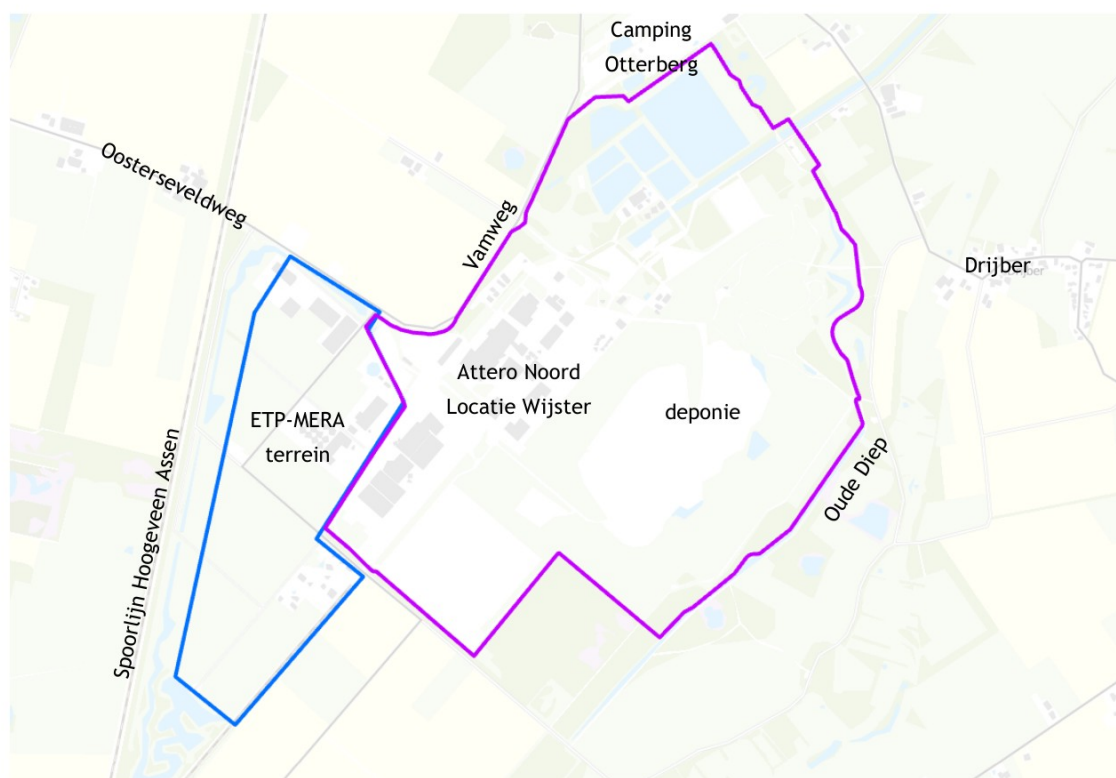 Camping
Otterberg
Oosterseveldweg
Vamweg
Drijber
Attero Noord
Locatie Wijster
deponie
ETP-MERA
terrein
Oude Diep
Spoorlijn Hoogeveen Assen